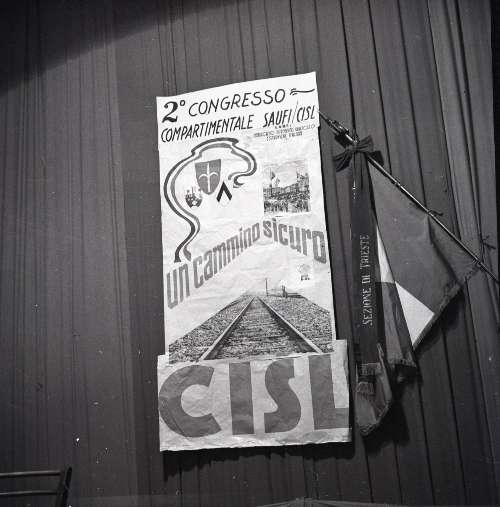 2° CONGRESSO
COMPARTIMENTALE SAUFI/CISL
un cammino sicuro
CISL
SEZIONE DI TRIESTE